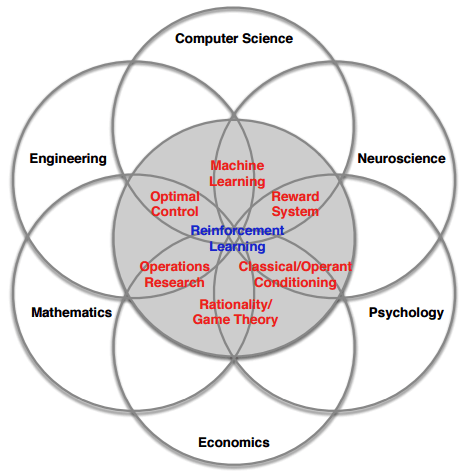 Computer Science
Engineering
Neuroscience
Machine
Learning
Optimal
Control
Reward
System
Reinforcement
Learning
Operations
Research
Classical/Operant
Conditioning
Rationality/
Game Theory
Mathematics
Psychology
Economics